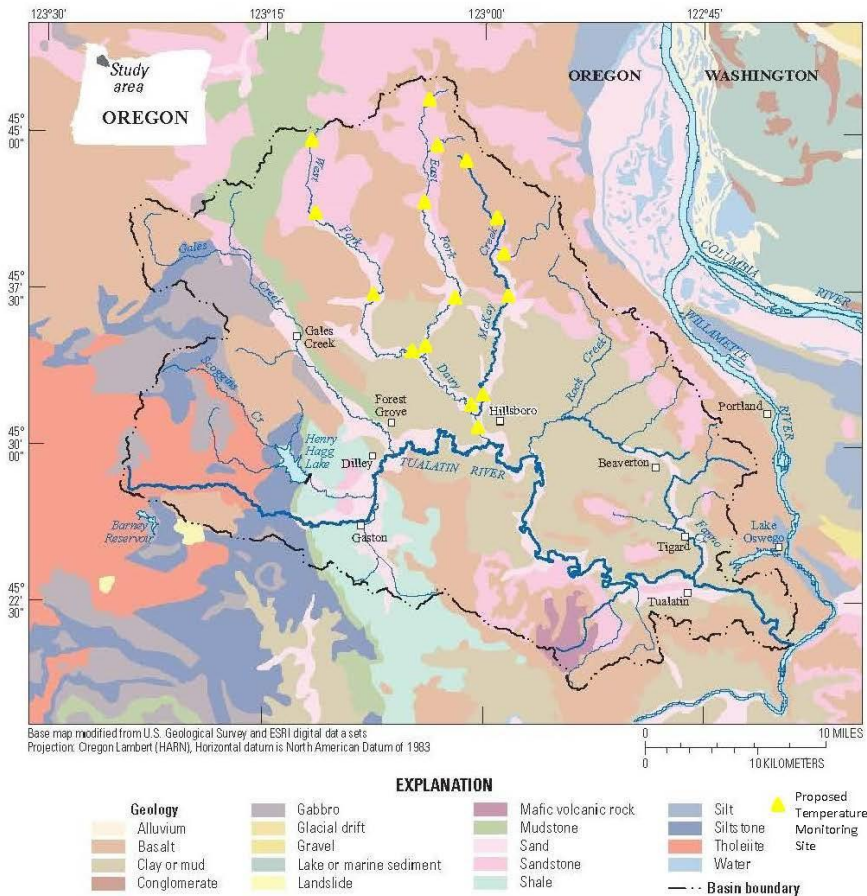 123°30'
123°15'
123°00'
122°45'
Study
area
OREGON
OREGON
WASHINGTON
45°
00'
West
East
Fork
Fork
Creek
McKay
Gales
Creek
COLUMBIA
RIVER
WILLAMETTE
RIVER
45°
37'
30"
Gales
Creek
Scoggins
Cr
Dairy
Rock
Creek
Forest
Grove
Hillsboro
Portland
45°
30'
00"
Henry
Hagg
Lake
Dilley
TUALATIN RIVER
Beaverton
Barney
Reservoir
Gaston
Fanno
Tigard
Lake
Oswego
45°
22'
30"
Tualatin
Base map modified from U.S. Geological Survey and ESRI digital data sets
Projection: Oregon Lambert (HARN), Horizontal datum is North American Datum of 1983
0 10 MILES
0 10 KILOMETERS
EXPLANATION
Geology
Alluvium
Basalt
Clay or mud
Conglomerate
Gabbro
Glacial drift
Gravel
Lake or marine sediment
Landslide
Mafic volcanic rock
Mudstone
Sand
Sandstone
Shale
Silt
Siltstone
Tholeiite
Water
Basin boundary
Proposed
Temperature
Monitoring
Site